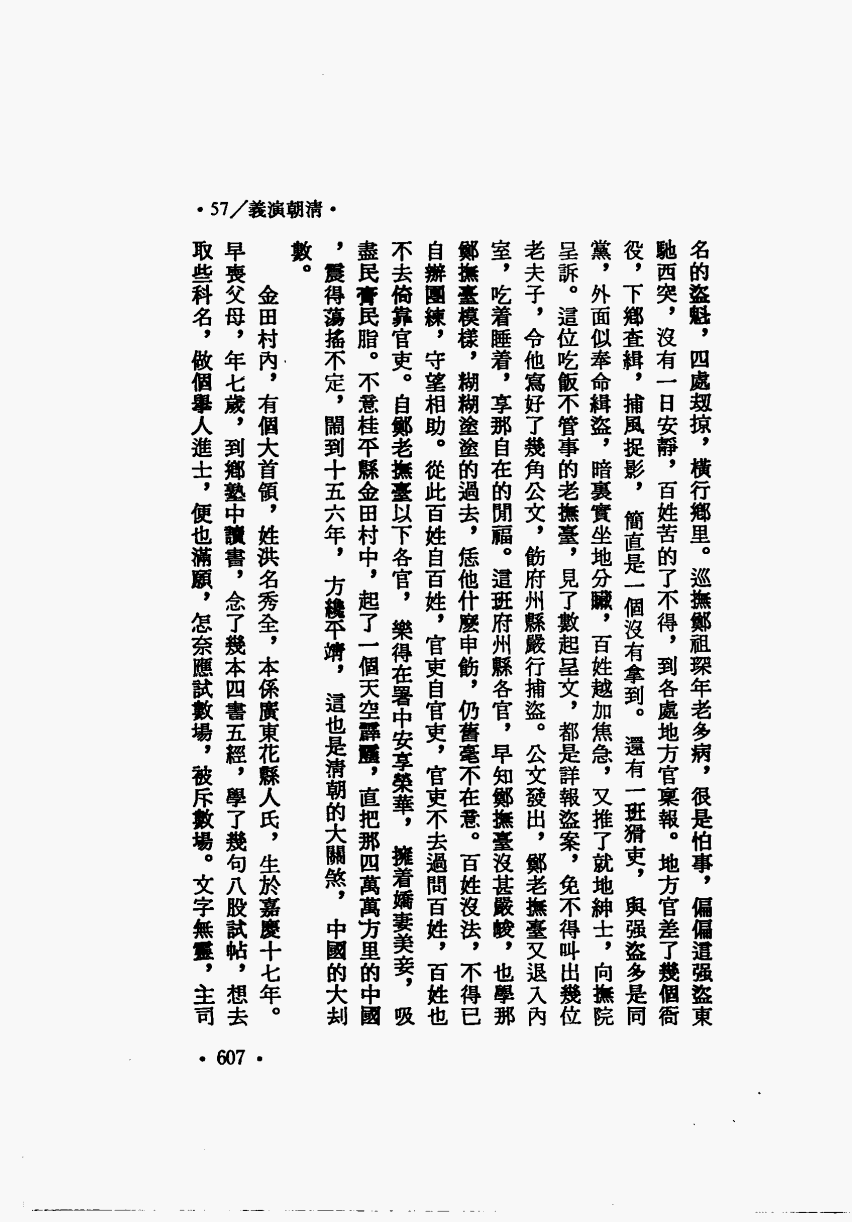 ·57/義演朝清·
名的盜魁，四處刼掠，橫行鄉里。巡撫鄭祖琛年老多病，很是怕事，偏偏這强盜東
馳西突，沒有一日安靜，百姓苦的了不得，到各處地方官稟報。地方官差了幾個衙
役，下鄉查緝，捕風捉影，簡直是一個沒有拿到。還有一班猾吏，與强盜多是同
黨，外面似奉命緝盜，暗裏實坐地分贓，百姓越加焦急，又推了就地紳士，向撫院
呈訴。這位吃飯不管事的老撫臺，見了數起呈文，都是詳報盜案，免不得叫出幾位
老夫子，令他寫好了幾角公文，飭府州縣嚴行捕盜。公文發出，鄭老撫臺又退入內
室，吃着睡着，享那自在的閒福。這班府州縣各官，早知鄭撫臺沒甚嚴峻，也學那
鄭撫臺模樣，糊糊塗塗的過去，恁他什麼申飭，仍舊毫不在意。百姓沒法，不得已
自辦團練，守望相助。從此百姓自百姓，官吏自官吏，官吏不去過問百姓，百姓也
不去倚靠官吏。自鄭老撫臺以下各官，樂得在署中安享榮華，擁着嬌妻美妾，吸
盡民膏民脂。不意桂平縣金田村中，起了一個天空霹靂，直把那四萬萬方里的中國
，震得蕩搖不定，鬧到十五六年，方纔平靖，這也是清朝的大關煞，中國的大刦
數。
金田村內，有個大首領，姓洪名秀全，本係廣東花縣人氏，生於嘉慶十七年。
早喪父母，年七歲，到鄉塾中讀書，念了幾本四書五經，學了幾句八股試帖，想去
取些科名，做個舉人進士，便也滿願，怎奈應試數場，被斥數場。文字無靈，主司
·607·